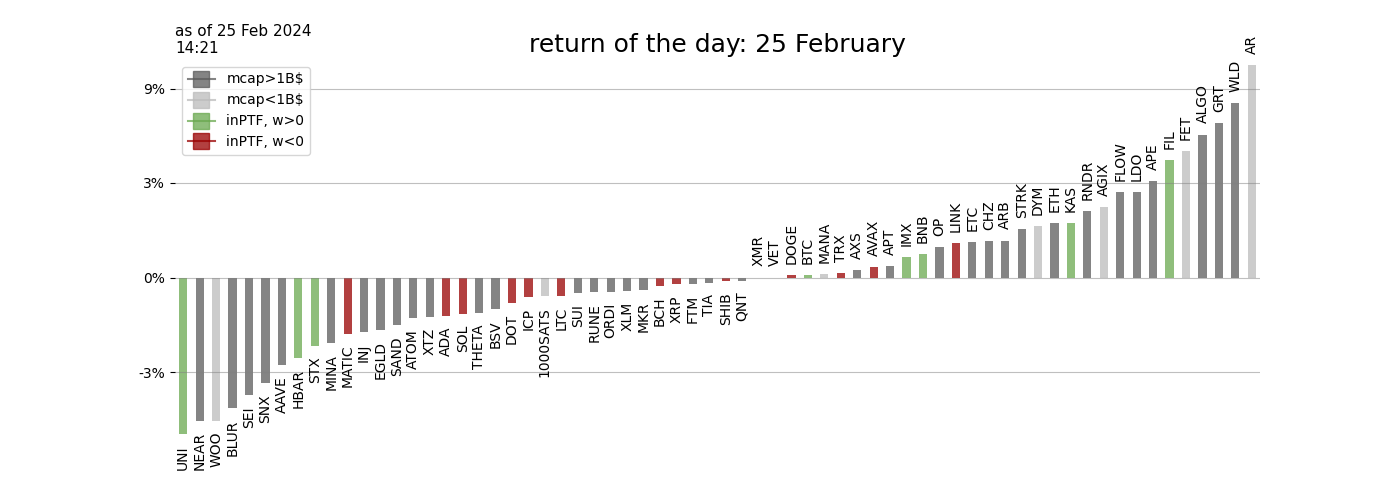 as of 25 Feb 2024
14:21
return of the day: 25 February
mcap>1B$
mcap<1B$
inPTF, w>0
inPTF, w<0
9%
3%
0%
-3%
UNI
NEAR
WOO
BLUR
SEI
SNX
AAVE
HBAR
STX
MINA
MATIC
INJ
EGLD
SAND
ATOM
XTZ
ADA
SOL
THETA
BSV
DOT
ICP
1000SATS
LTC
SUI
RUNE
ORDI
XLM
MKR
BCH
XRP
FTM
TIA
SHIB
QNT
XMR
VET
DOGE
BTC
MANA
TRX
AXS
AVAX
APT
IMX
BNB
OP
LINK
ETC
CHZ
ARB
STRK
DYM
ETH
KAS
RNDR
AGIX
FLOW
LDO
APE
FIL
FET
ALGO
GRT
WLD
AR